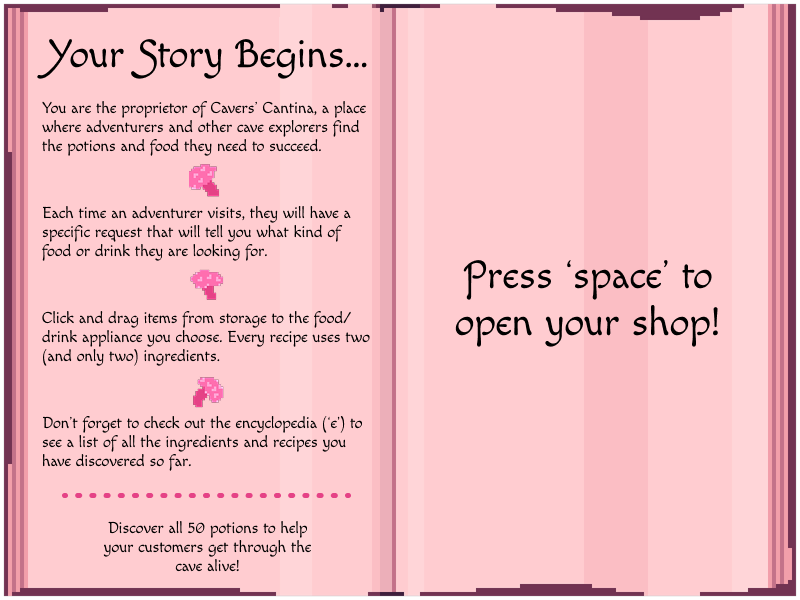 Your Story Begins...
You are the proprietor of Cavers' Cantina, a place
where adventurers and other cave explorers find
the potions and food they need to succeed.
Each time an adventurer visits, they will have a
specific request that will tell you what kind of
food or drink they are looking for.
Click and drag items from storage to the food/
drink appliance you choose. Every recipe uses two
(and only two) ingredients.
Don't forget to check out the encyclopedia ('e') to
see a list of all the ingredients and recipes you
have discovered so far.
Discover all 50 potions to help
your customers get through the
cave alive!
Press 'space' to
open your shop!